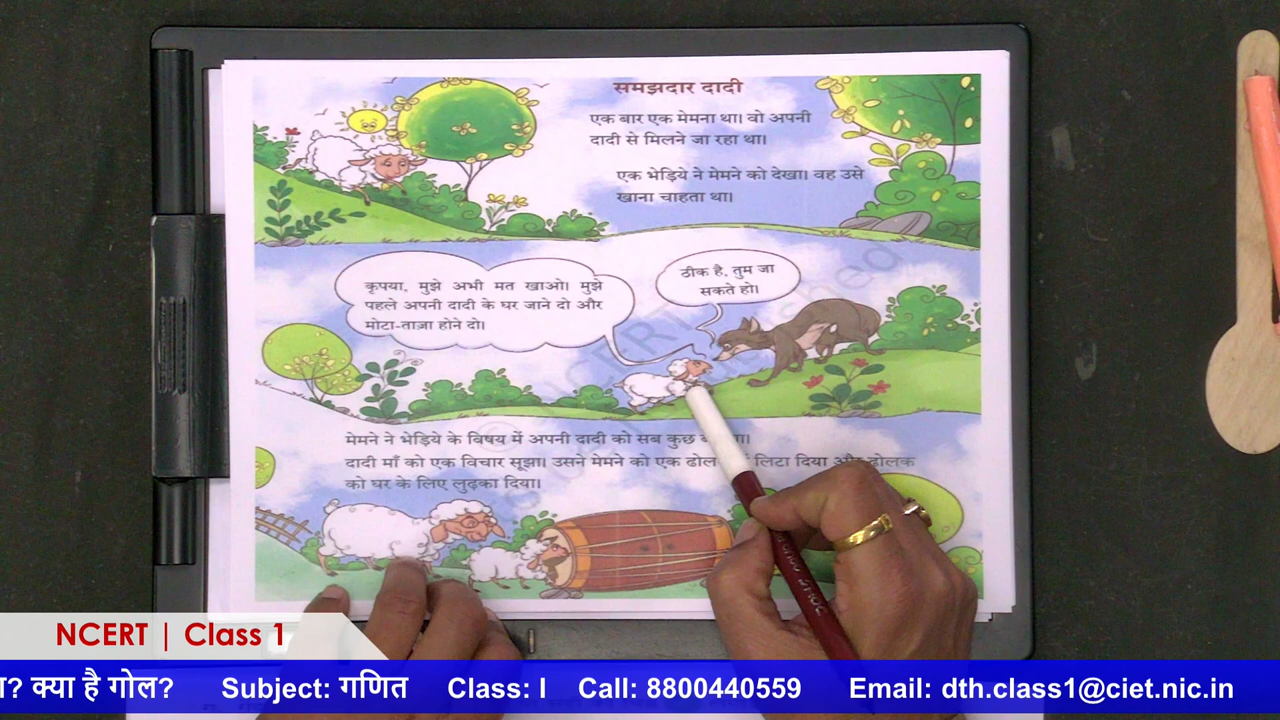 समझदार दादी
एक बार एक मेमना था। वो अपनी
दादी से मिलने जा रहा था।
एक भेड़िये ने मेमने को देखा। वह उसे
खाना चाहता था।
कृपया, मुझे अभी मत खाओ। मुझे
पहले अपनी दादी के घर जाने दो और
मोटा-ताज़ा होने दो।
ठीक है, तुम जा
सकते हो।
मेमने ने भेड़िये के विषय में अपनी दादी को सब कुछ
दादी माँ को एक विचार सूझा। उसने मेमने को एक लिटा दिया और ढोलक
को घर के लिए लुढ़का दिया।
NCERT | Class 1
क्या है गोल? Subject: गणित Class: I Call: 8800440559 Email: dth.class1@ciet.nic.in